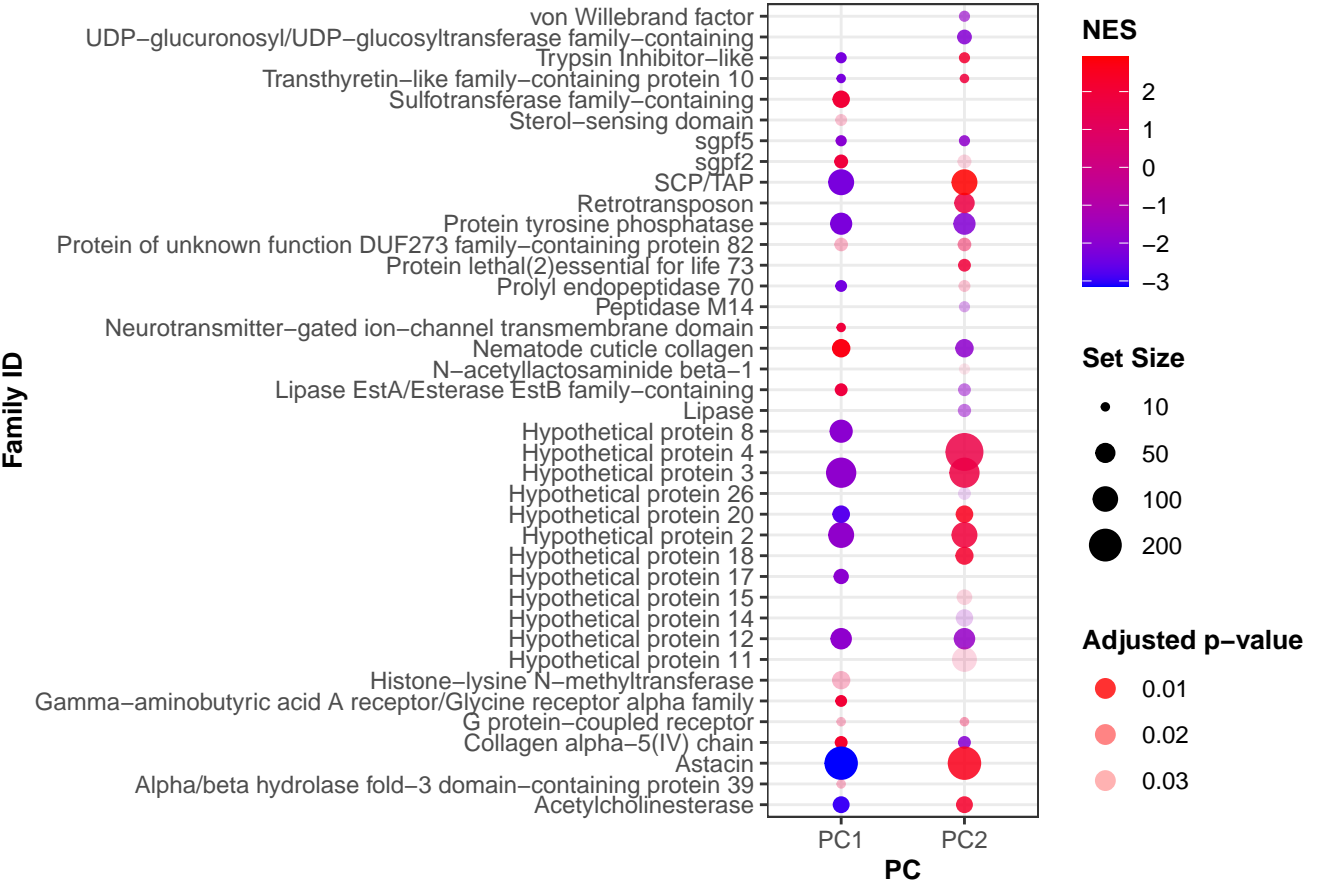 von Willebrand factor
UDP−glucuronosyl/UDP−glucosyltransferase family−containing
Trypsin Inhibitor−like
Transthyretin−like family−containing protein 10
Sulfotransferase family−containing
Sterol−sensing domain
sgpf5
sgpf2
SCP/TAP
Retrotransposon
Protein tyrosine phosphatase
Protein of unknown function DUF273 family−containing protein 82
Protein lethal(2)essential for life 73
Prolyl endopeptidase 70
Peptidase M14
Neurotransmitter−gated ion−channel transmembrane domain
Nematode cuticle collagen
N−acetyllactosaminide beta−1
Lipase EstA/Esterase EstB family−containing
Lipase
Hypothetical protein 8
Hypothetical protein 4
Hypothetical protein 3
Hypothetical protein 26
Hypothetical protein 20
Hypothetical protein 2
Hypothetical protein 18
Hypothetical protein 17
Hypothetical protein 15
Hypothetical protein 14
Hypothetical protein 12
Hypothetical protein 11
Histone−lysine N−methyltransferase
Gamma−aminobutyric acid A receptor/Glycine receptor alpha family
G protein−coupled receptor
Collagen alpha−5(IV) chain
Astacin
Alpha/beta hydrolase fold−3 domain−containing protein 39
Acetylcholinesterase
Family ID
PC1
PC2
PC
NES
2
1
0
−1
−2
−3
Set Size
10
50
100
200
Adjusted p−value
0.01
0.02
0.03